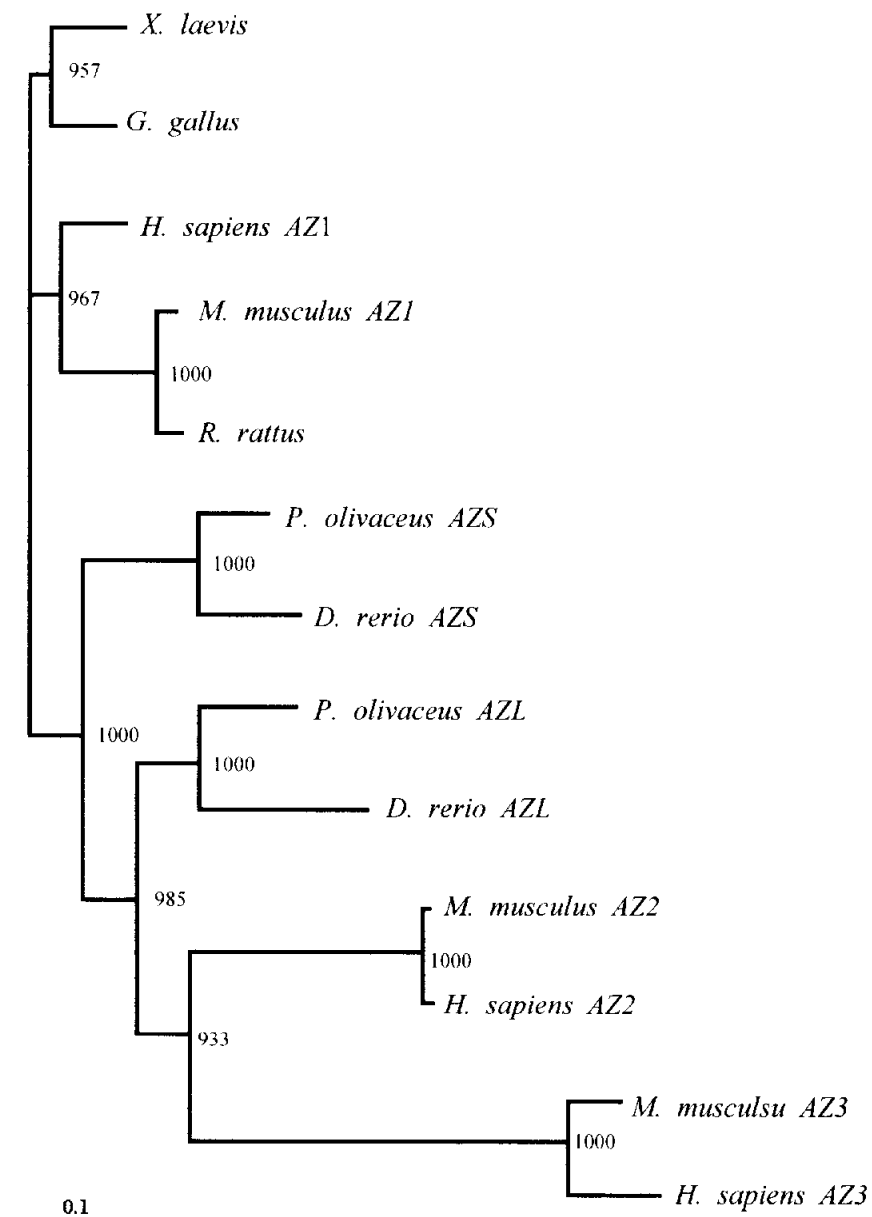 X. laevis
957
G. gallus
H. sapiens AZ1
967
M. musculus AZ1
1000
R. rattus
P. olivaceus AZS
1000
D. rerio AZS
P. olivaceus AZL
1000
1000
D. rerio AZL
985
M. musculus AZ2
1000
H. sapiens AZ2
933
M. musculsu AZ3
1000
H. sapiens AZ3
0.1